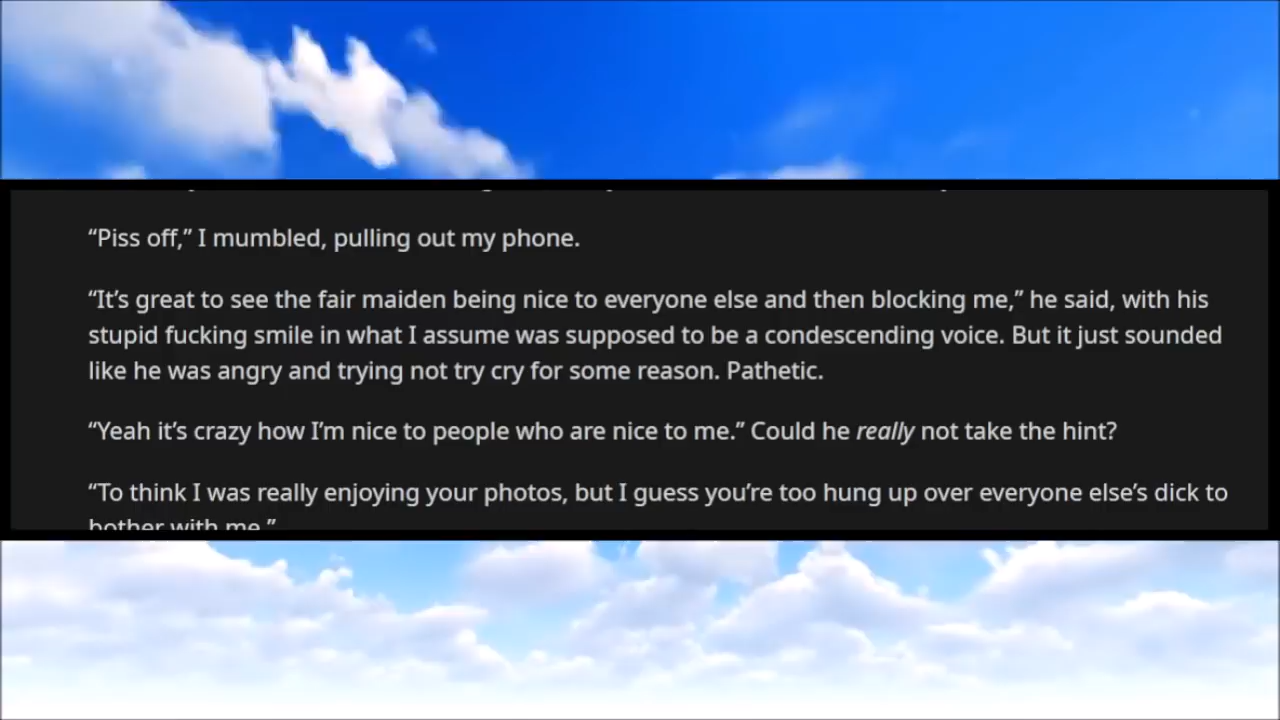 “Piss off,” I mumbled, pulling out my phone.
“It’s great to see the fair maiden being nice to everyone else and then blocking me,” he said, with his
stupid fucking smile in what I assume was supposed to be a condescending voice. But it just sounded
like he was angry and trying not try cry for some reason. Pathetic.
“Yeah it’s crazy how I’m nice to people who are nice to me.” Could he really not take the hint?
“To think I was really enjoying your photos, but I guess you’re too hung up over everyone else’s dick to
bother with me.”